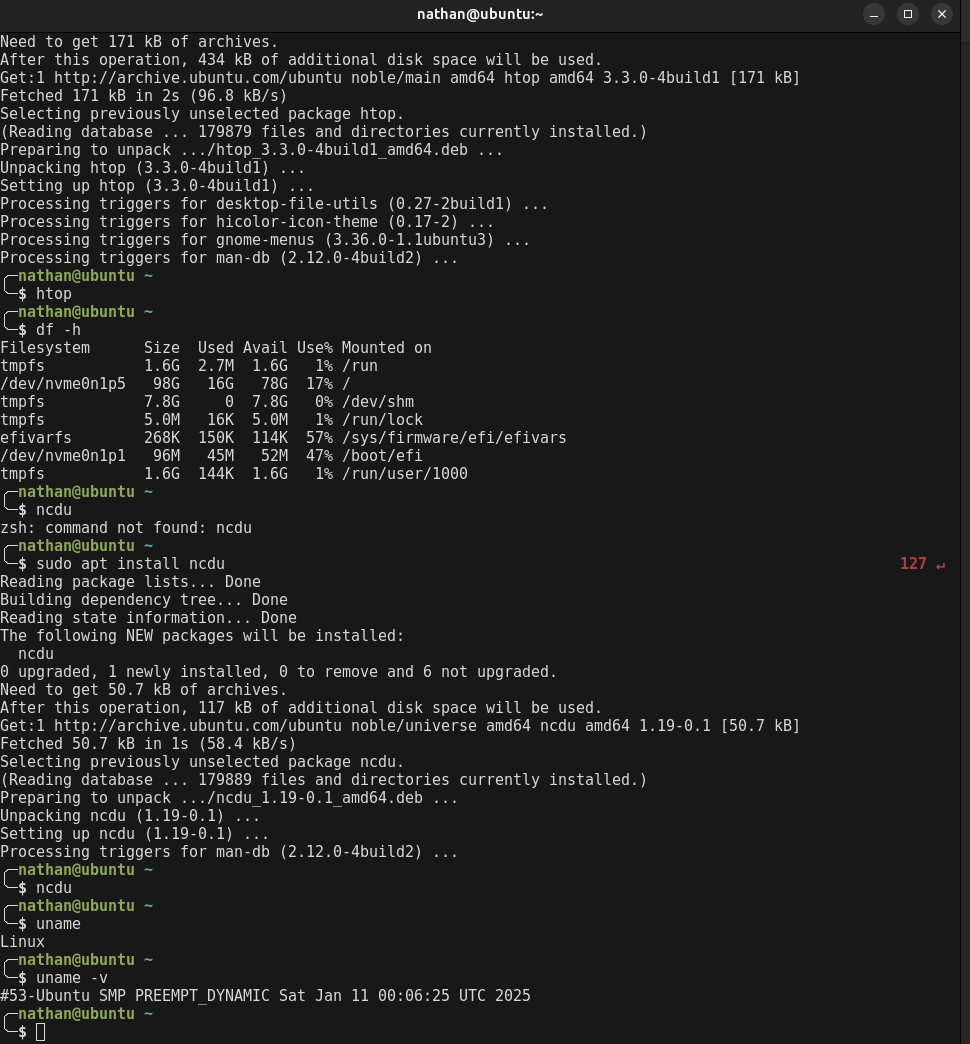 nathan@ubuntu:~
Need to get 171 kB of archives.
After this operation, 434 kB of additional disk space will be used.
Get:1 http://archive.ubuntu.com/ubuntu noble/main amd64 htop amd64 3.3.0-4build1 [171 kB]
Fetched 171 kB in 2s (96.8 kB/s)
Selecting previously unselected package htop.
(Reading database ... 179879 files and directories currently installed.)
Preparing to unpack .../htop_3.3.0-4build1_amd64.deb ...
Unpacking htop (3.3.0-4build1) ...
Setting up htop (3.3.0-4build1) ...
Processing triggers for desktop-file-utils (0.27-2build1) ...
Processing triggers for hicolor-icon-theme (0.17-2) ...
Processing triggers for gnome-menus (3.36.0-1.1ubuntu3) ...
Processing triggers for man-db (2.12.0-4build2) ...
╭─nathan@ubuntu ~
╰─$ htop
╭─nathan@ubuntu ~
╰─$ df -h
Filesystem      Size  Used Avail Use% Mounted on
tmpfs           1.6G  2.7M  1.6G   1% /run
/dev/nvme0n1p5   98G   16G   78G  17% /
tmpfs           7.8G     0  7.8G   0% /dev/shm
tmpfs           5.0M   16K  5.0M   1% /run/lock
efivarfs        268K  150K  114K  57% /sys/firmware/efi/efivars
/dev/nvme0n1p1   96M   45M   52M  47% /boot/efi
tmpfs           1.6G  144K  1.6G   1% /run/user/1000
╭─nathan@ubuntu ~
╰─$ ncdu
zsh: command not found: ncdu
╭─nathan@ubuntu ~
╰─$ sudo apt install ncdu 127 ↵
Reading package lists... Done
Building dependency tree... Done
Reading state information... Done
The following NEW packages will be installed:
  ncdu
0 upgraded, 1 newly installed, 0 to remove and 6 not upgraded.
Need to get 50.7 kB of archives.
After this operation, 117 kB of additional disk space will be used.
Get:1 http://archive.ubuntu.com/ubuntu noble/universe amd64 ncdu amd64 1.19-0.1 [50.7 kB]
Fetched 50.7 kB in 1s (58.4 kB/s)
Selecting previously unselected package ncdu.
(Reading database ... 179889 files and directories currently installed.)
Preparing to unpack .../ncdu_1.19-0.1_amd64.deb ...
Unpacking ncdu (1.19-0.1) ...
Setting up ncdu (1.19-0.1) ...
Processing triggers for man-db (2.12.0-4build2) ...
╭─nathan@ubuntu ~
╰─$ ncdu
╭─nathan@ubuntu ~
╰─$ uname
Linux
╭─nathan@ubuntu ~
╰─$ uname -v
#53-Ubuntu SMP PREEMPT_DYNAMIC Sat Jan 11 00:06:25 UTC 2025
╭─nathan@ubuntu ~
╰─$